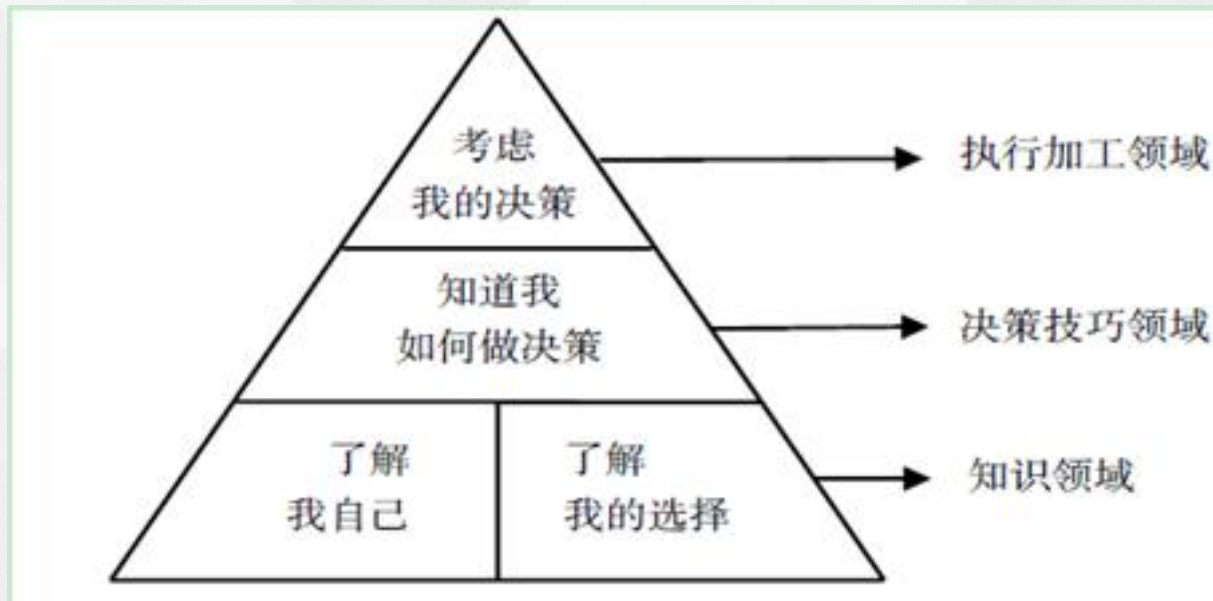 考虑
我的决策
执行加工领域
知道我
如何做决策
决策技巧领域
了解
我自己
了解
我的选择
知识领域